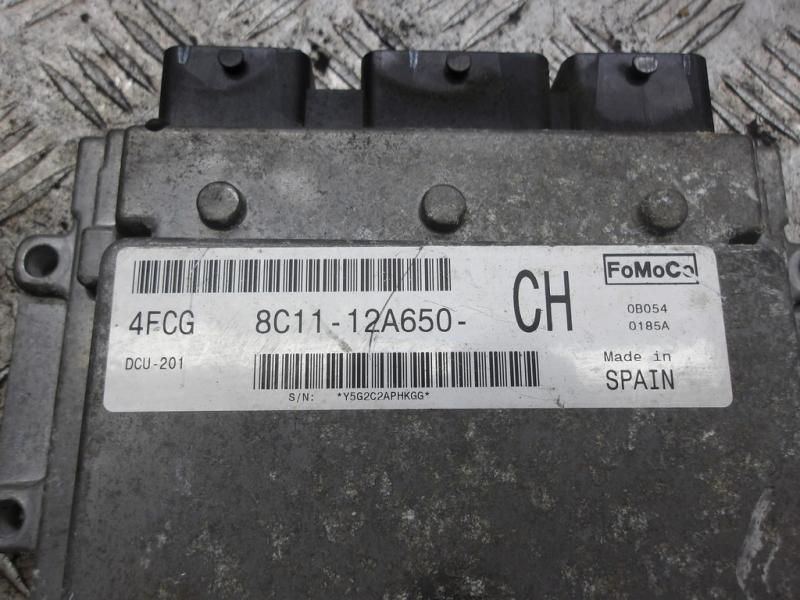 FoMoCo
4FCG 8C11-12A650- CH
0B054
0185A
DCU-201
Made in
SPAIN
S/N: *Y5G2C2APHKGG*